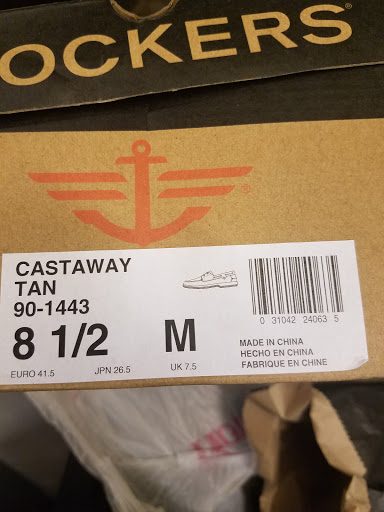 OCKERS®
®
CASTAWAY
TAN
90-1443
8 1/2 M
EURO 41.5 JPN 26.5 UK 7.5
0 31042 24063 5
MADE IN CHINA
HECHO EN CHINA
FABRIQUE EN CHINE